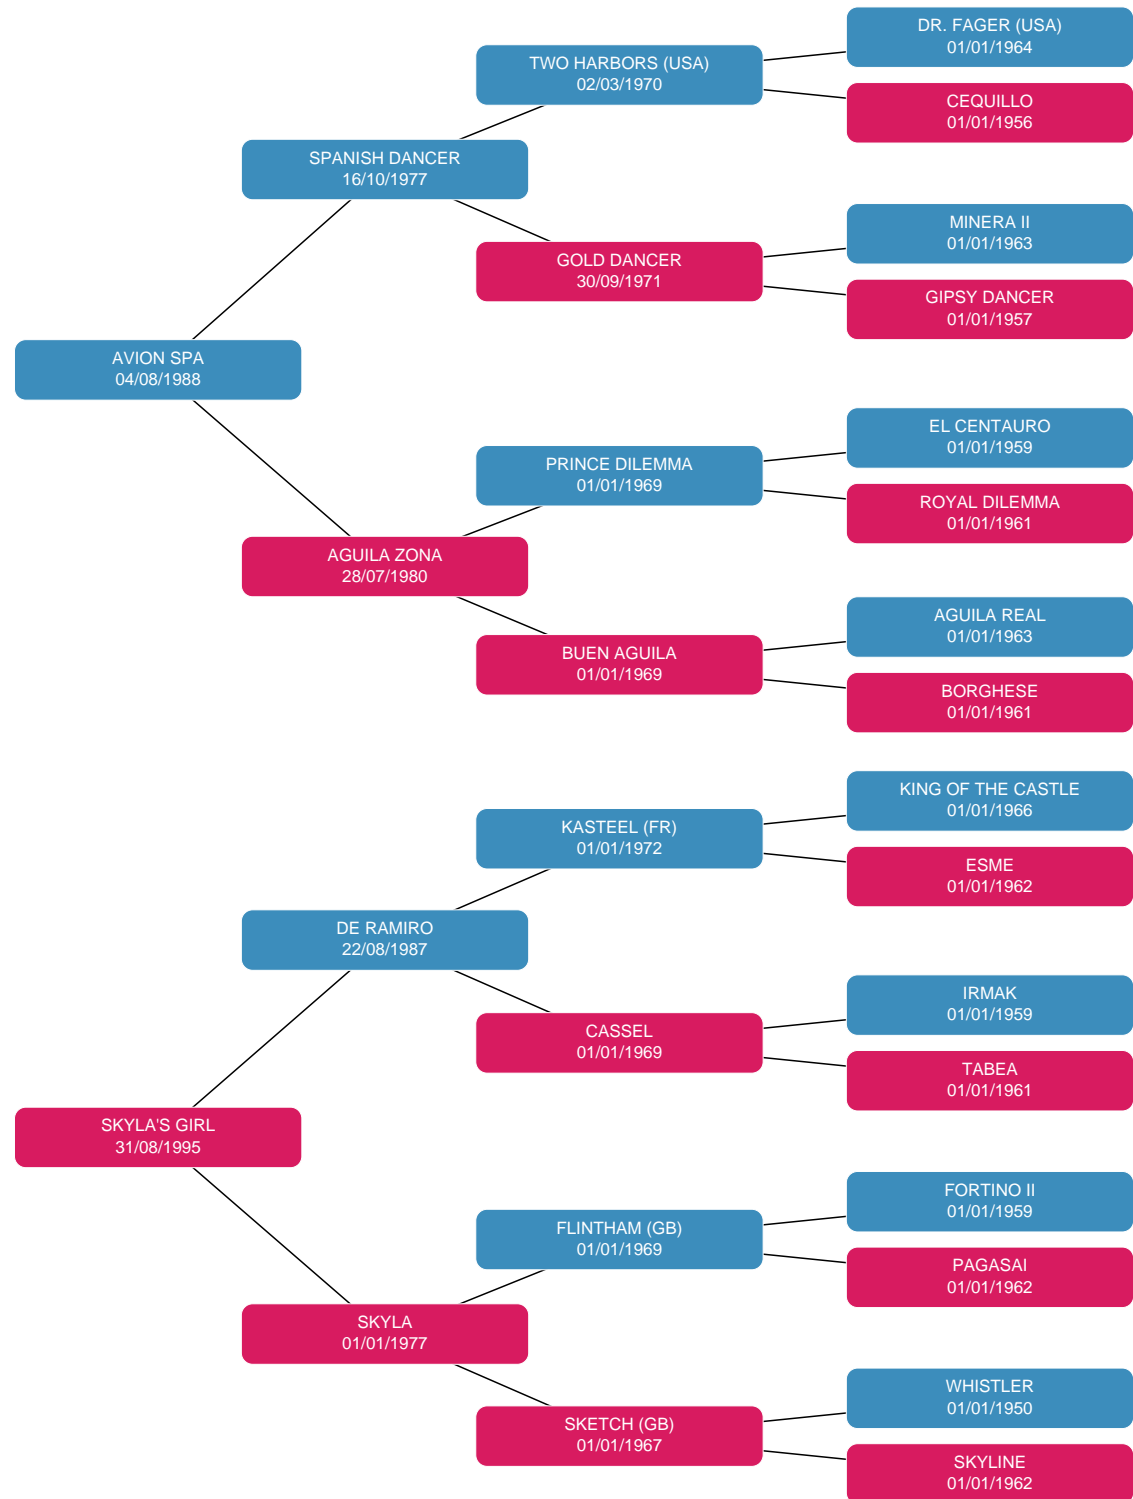 DR. FAGER (USA)
01/01/1964
TWO HARBORS (USA)
02/03/1970
CEQUILLO
01/01/1956
SPANISH DANCER
16/10/1977
MINERA II
01/01/1963
GOLD DANCER
30/09/1971
GIPSY DANCER
01/01/1957
AVION SPA
04/08/1988
EL CENTAURO
01/01/1959
PRINCE DILEMMA
01/01/1969
ROYAL DILEMMA
01/01/1961
AGUILA ZONA
28/07/1980
AGUILA REAL
01/01/1963
BUEN AGUILA
01/01/1969
BORGHESE
01/01/1961
KING OF THE CASTLE
01/01/1966
KASTEEL (FR)
01/01/1972
ESME
01/01/1962
DE RAMIRO
22/08/1987
IRMAK
01/01/1959
CASSEL
01/01/1969
TABEA
01/01/1961
SKYLA'S GIRL
31/08/1995
FORTINO II
01/01/1959
FLINTHAM (GB)
01/01/1969
PAGASAI
01/01/1962
SKYLA
01/01/1977
WHISTLER
01/01/1950
SKETCH (GB)
01/01/1967
SKYLINE
01/01/1962